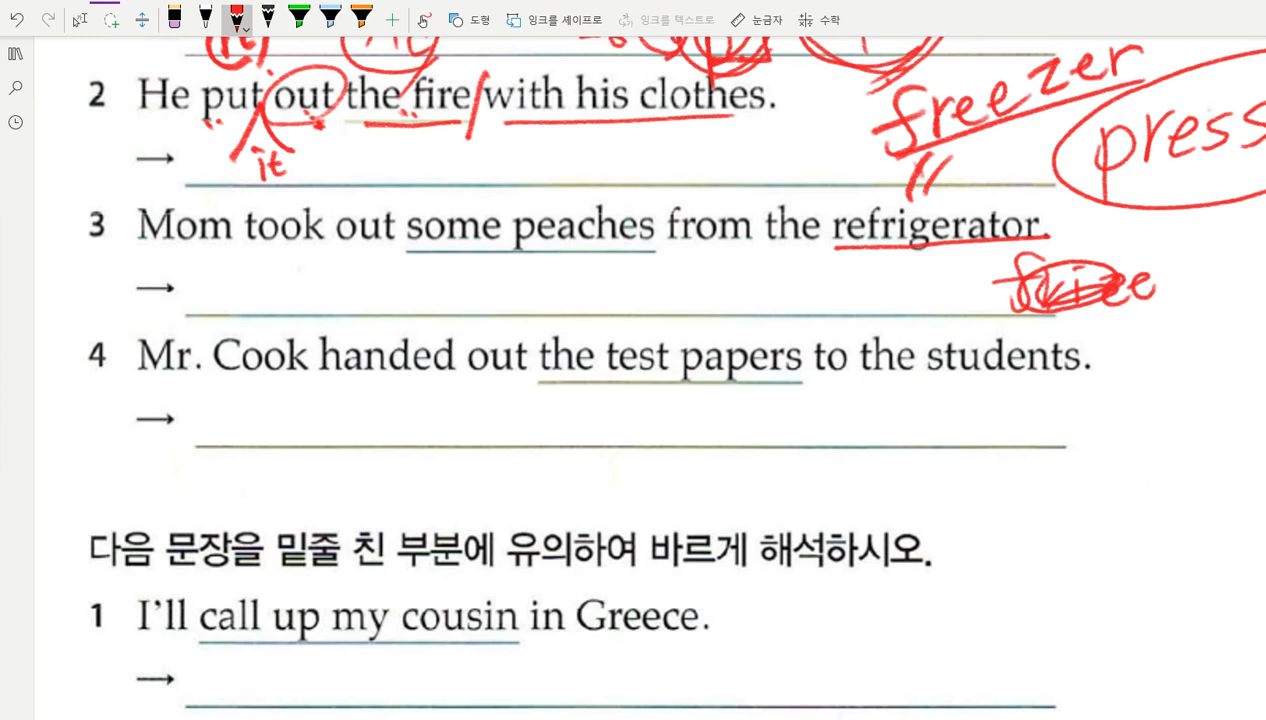 도형 잉크를 셰이프로 잉크를 텍스트로 눈금자 수학
2 He put out the fire/with his clothes.
freezer
press
→
it
3 Mom took out some peaches from the refrigerator.
→
4 Mr. Cook handed out the test papers to the students.
→
다음 문장을 밑줄 친 부분에 유의하여 바르게 해석하시오.
1 I'll call up my cousin in Greece.
→